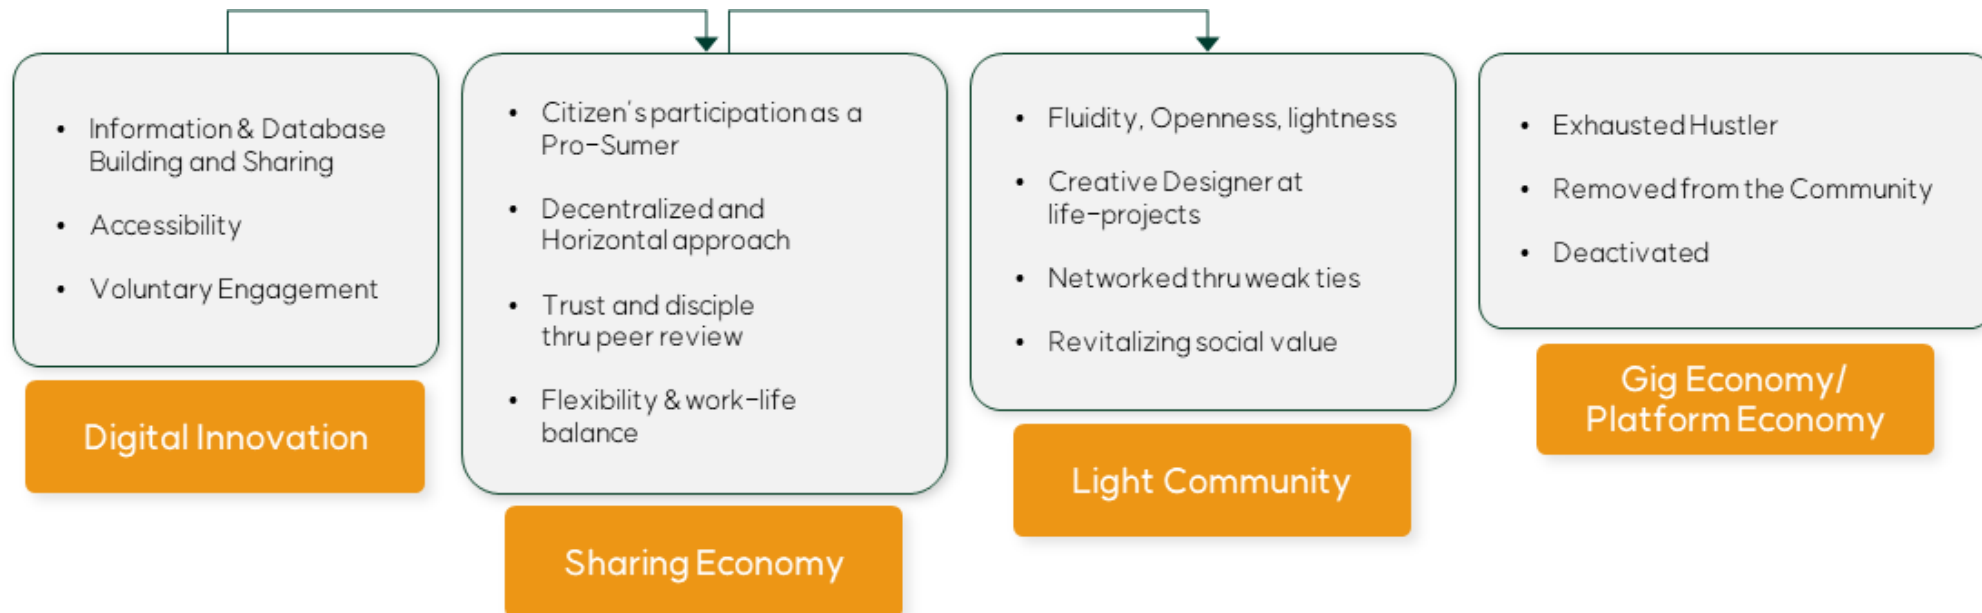 • Information & Database
Building and Sharing
• Accessibility
• Voluntary Engagement
Digital Innovation
• Citizen's participation as a
Pro-Sumer
• Decentralized and
Horizontal approach
• Trust and disciple
thru peer review
• Flexibility & work-life
balance
Sharing Economy
• Fluidity, Openness, lightness
• Creative Designer at
life-projects
• Networked thru weak ties
• Revitalizing social value
Light Community
• Exhausted Hustler
• Removed from the Community
• Deactivated
Gig Economy/
Platform Economy